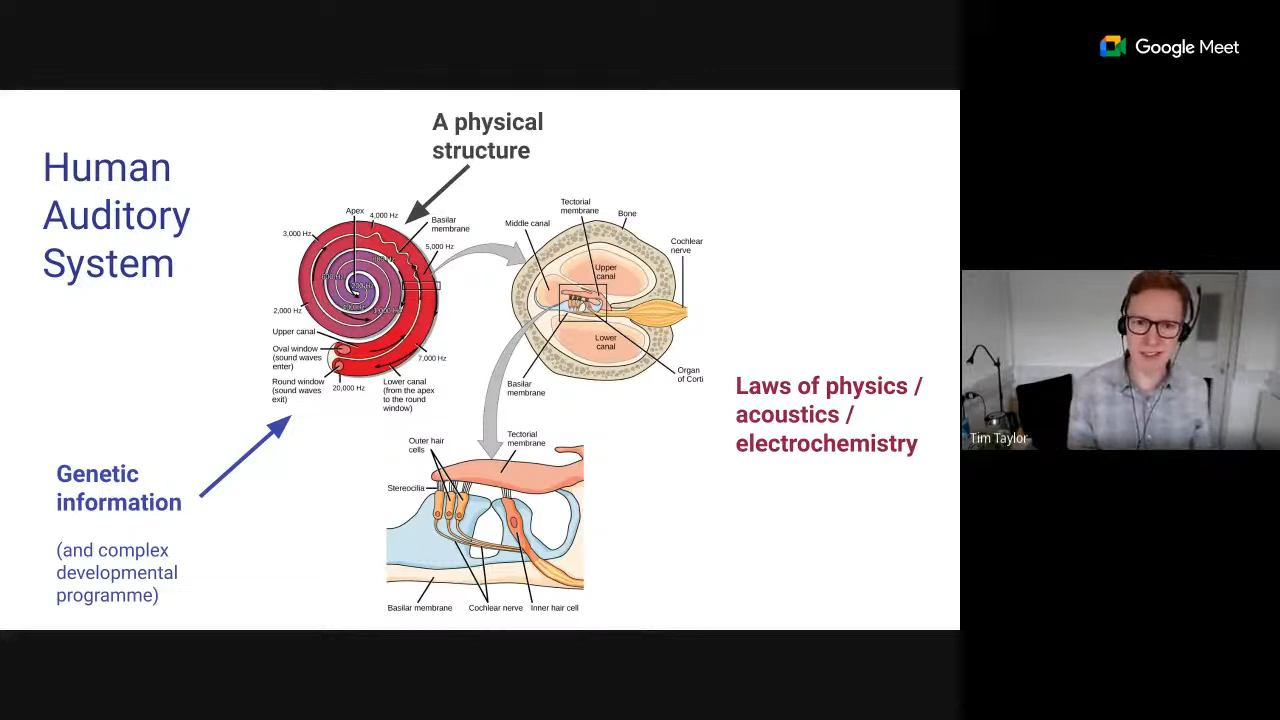 Google Meet
A physical
structure
Human
Auditory
System
Apex
4,000 Hz
3,000 Hz
Basilar
membrane
5,000 Hz
2,000 Hz
1,000 Hz
Upper canal
Oval window
(sound waves
enter)
7,000 Hz
Round window
(sound waves
exit)
20,000 Hz
Lower canal
(from the apex
to the round
window)
Tectorial
membrane
Bone
Middle canal
Cochlear
nerve
Upper
canal
Lower
canal
Organ
of Corti
Basilar
membrane
Laws of physics /
acoustics /
electrochemistry
Tim Taylor
Genetic
information
(and complex
developmental
programme)
Outer hair
cells
Tectorial
membrane
Stereocilia
Basilar membrane
Cochlear nerve
Inner hair cell